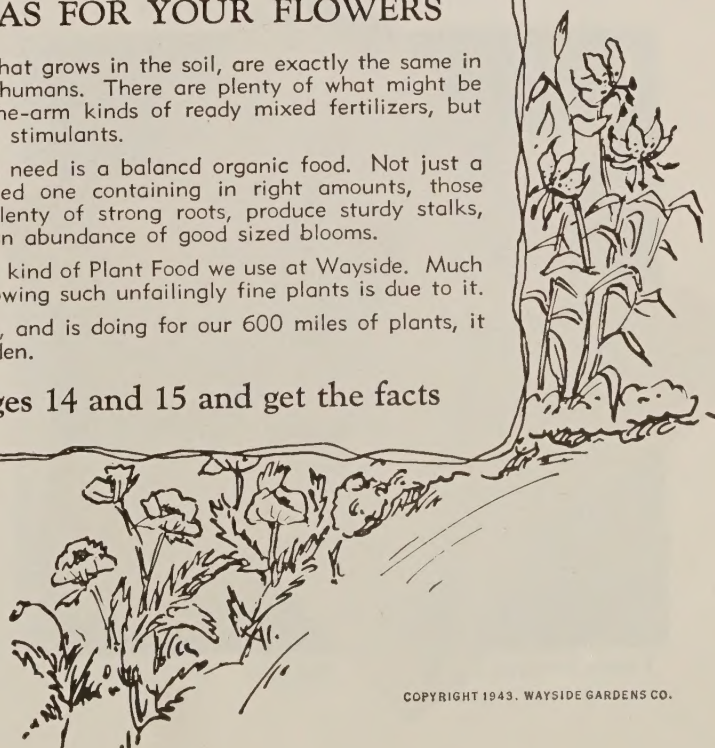 AS FOR YOUR FLOWERS
hat grows in the soil, are exactly the same in
humans. There are plenty of what might be
ne-arm kinds of ready mixed fertilizers, but
stimulants.
need is a balancd organic food. Not just a
ed one containing in right amounts, those
lenty of strong roots, produce sturdy stalks,
n abundance of good sized blooms.
kind of Plant Food we use at Wayside. Much
owing such unfailingly fine plants is due to it.
, and is doing for our 600 miles of plants, it
len.
ges 14 and 15 and get the facts
COPYRIGHT 1943. WAYSIDE GARDENS CO.